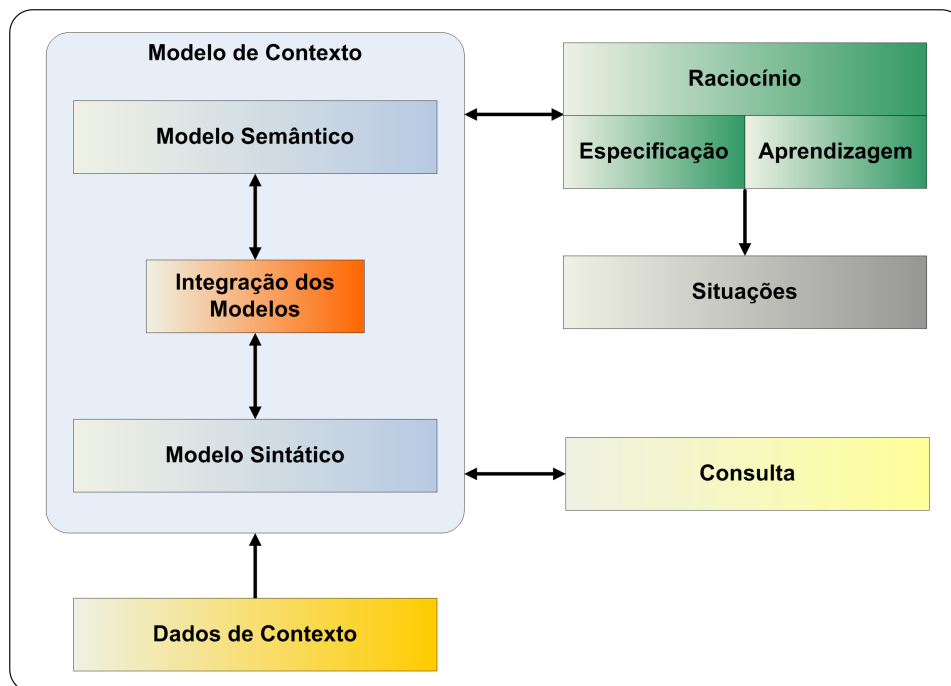 Modelo de Contexto
Modelo Semântico
Integração dos
Modelos
Modelo Sintático
Dados de Contexto
Raciocínio
Especificação
Aprendizagem
Situações
Consulta